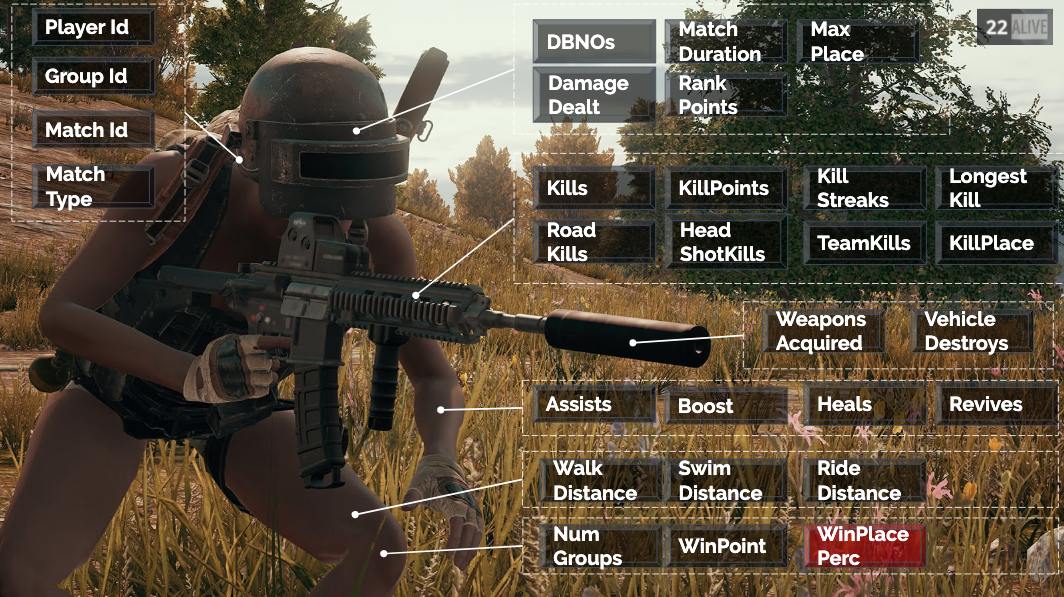 Player Id
Group Id
Match Id
Match
Type
DBNOs
Match
Duration
Max
Place
Damage
Dealt
Rank
Points
22 ALIVE
Kills
KillPoints
Kill
Streaks
Longest
Kill
Road
Kills
Head
ShotKills
TeamKills
KillPlace
Weapons
Acquired
Vehicle
Destroys
Assists
Boost
Heals
Revives
Walk
Distance
Swim
Distance
Ride
Distance
Num
Groups
WinPoint
WinPlace
Perc